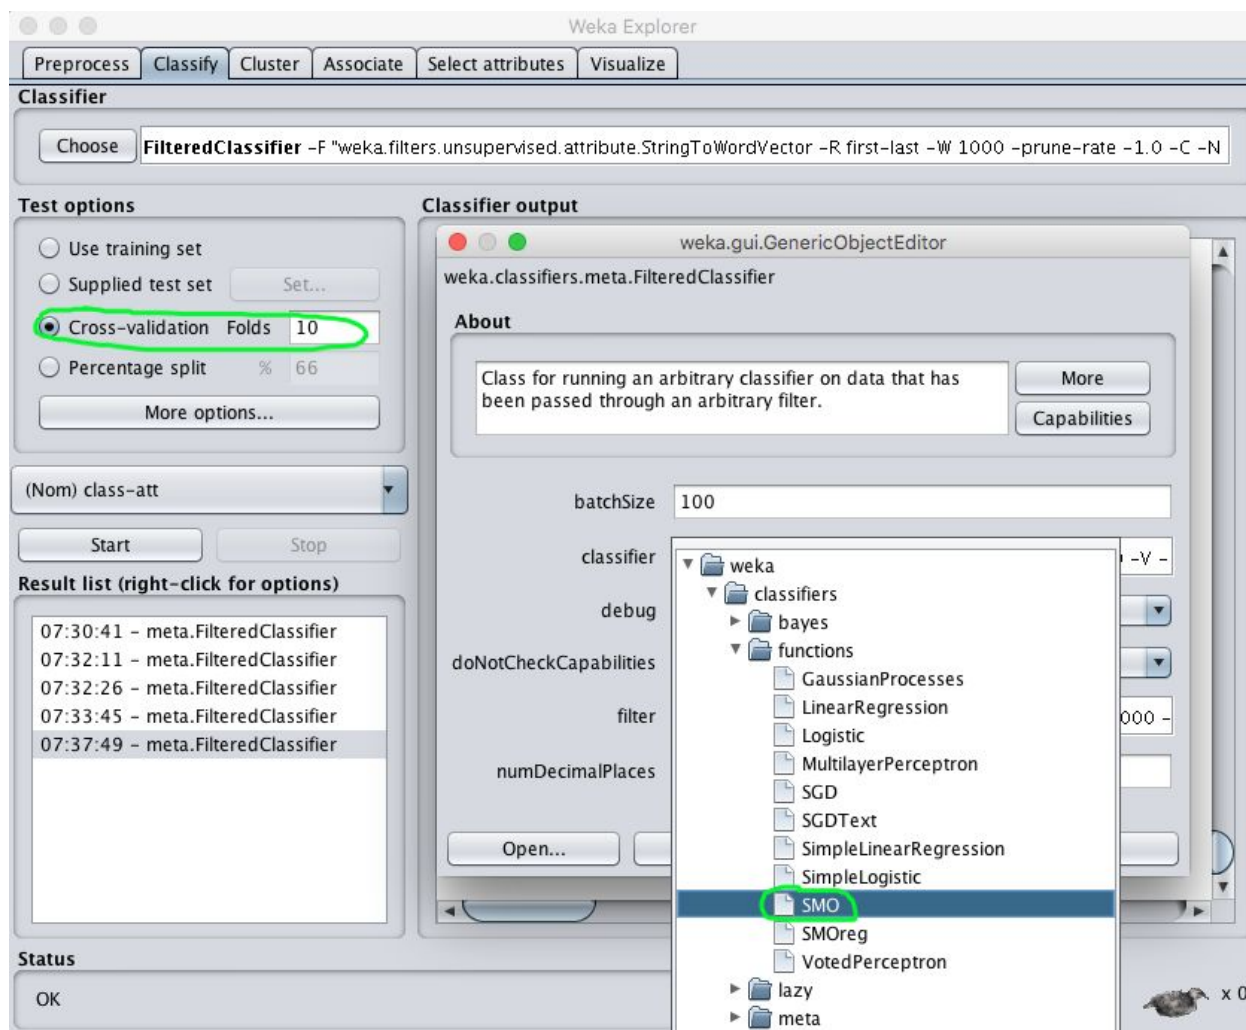 Weka Explorer
Preprocess Classify Cluster Associate Select attributes Visualize
Classifier
Choose FilteredClassifier -F "weka.filters.unsupervised.attribute.StringToWordVector -R first-last -W 1000 -prune-rate -1.0 -C -N
Test options
Use training set
Supplied test set Set...
Cross-validation Folds 10
Percentage split % 66
More options...
(Nom) class-att
Start Stop
Result list (right-click for options)
07:30:41 - meta.FilteredClassifier
07:32:11 - meta.FilteredClassifier
07:32:26 - meta.FilteredClassifier
07:33:45 - meta.FilteredClassifier
07:37:49 - meta.FilteredClassifier
Classifier output
weka.gui.GenericObjectEditor
weka.classifiers.meta.FilteredClassifier
About
Class for running an arbitrary classifier on data that has
been passed through an arbitrary filter.
More
Capabilities
batchSize 100
classifier -V -
debug
doNotCheckCapabilities
filter 000 -
numDecimalPlaces
Open...
weka
classifiers
bayes
functions
GaussianProcesses
LinearRegression
Logistic
MultilayerPerceptron
SGD
SGDText
SimpleLinearRegression
SimpleLogistic
SMO
SMOreg
VotedPerceptron
lazy
meta
Status
OK
x 0